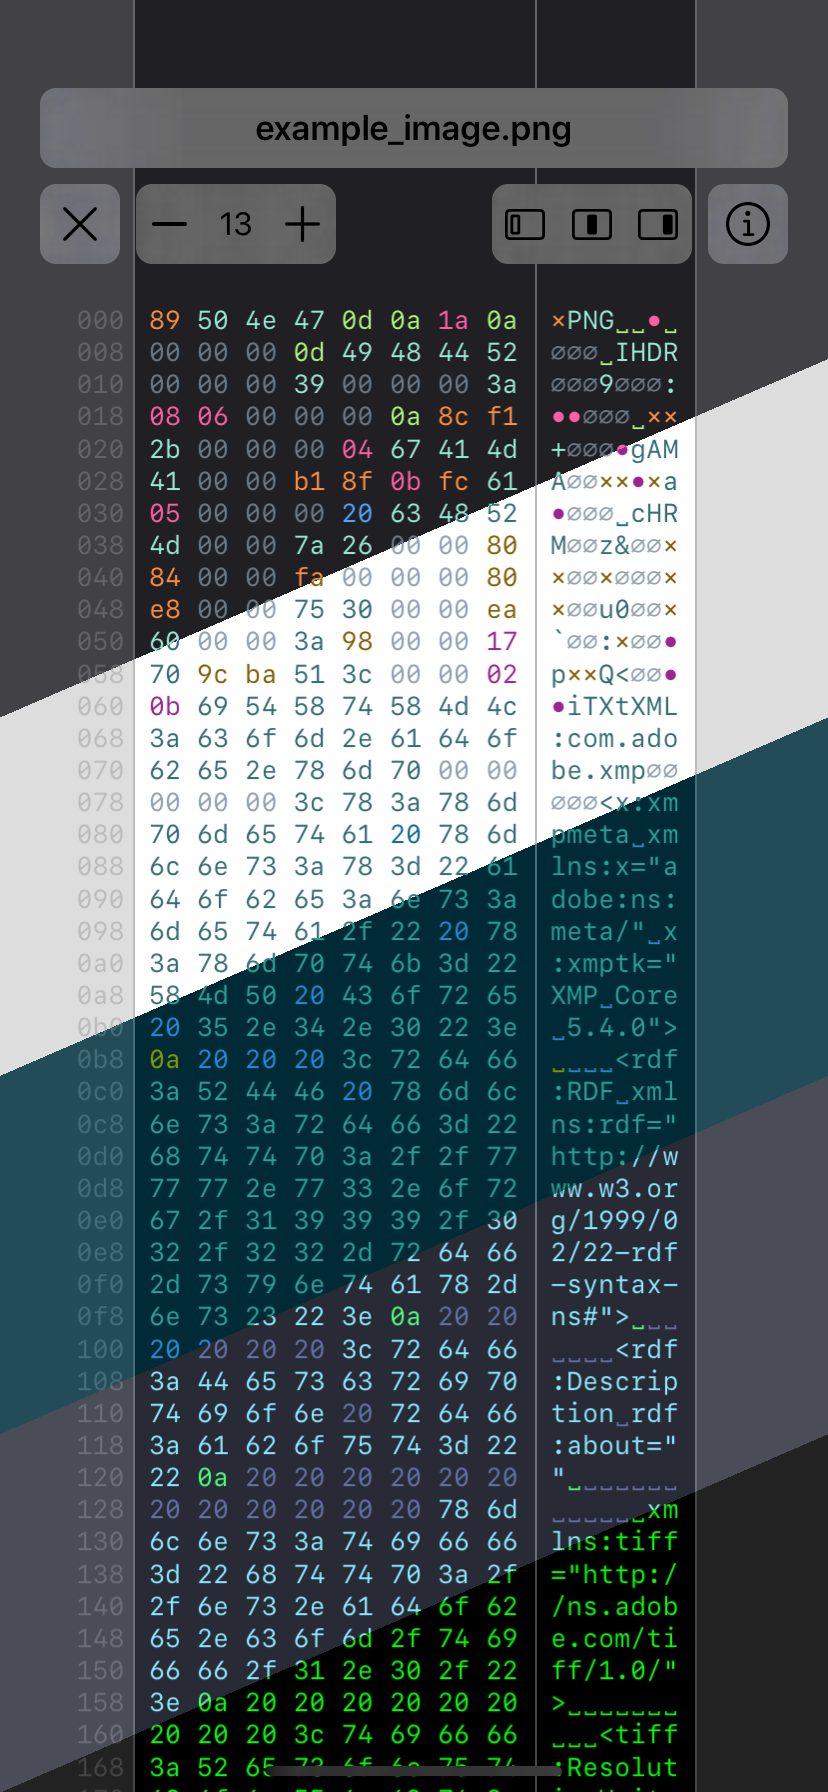 example_image.png
13
000 89 50 4e 47 0d 0a 1a 0a ×PNG␣␣•␣
008 00 00 00 0d 49 48 44 52 ∅∅∅␣IHDR
010 00 00 00 39 00 00 00 3a ∅∅∅9∅∅∅:
018 08 06 00 00 00 0a 8c f1 ••∅∅∅␣××
020 2b 00 00 00 04 67 41 4d +∅∅∅•gAM
028 41 00 00 b1 8f 0b fc 61 A∅∅××•×a
030 05 00 00 00 20 63 48 52 •∅∅∅␣cHR
038 4d 00 00 7a 26 00 00 80 M∅∅z&∅∅×
040 84 00 00 fa 00 00 00 80 ×∅∅×∅∅∅×
048 e8 00 00 75 30 00 00 ea ×∅∅u0∅∅×
050 60 00 00 3a 98 00 00 17 `∅∅:×∅∅•
058 70 9c ba 51 3c 00 00 02 p××Q<∅∅•
060 0b 69 54 58 74 58 4d 4c •iTXtXML
068 3a 63 6f 6d 2e 61 64 6f :com.ado
070 62 65 2e 78 6d 70 00 00 be.xmp∅∅
078 00 00 00 3c 78 3a 78 6d ∅∅∅<x:xm
080 70 6d 65 74 61 20 78 6d pmeta␣xm
088 6c 6e 73 3a 78 3d 22 61 lns:x="a
090 64 6f 62 65 3a 6e 73 3a dobe:ns:
098 6d 65 74 61 2f 22 20 78 meta/"␣x
0a0 3a 78 6d 70 74 6b 3d 22 :xmptk="
0a8 58 4d 50 20 43 6f 72 65 XMP␣Core
0b0 20 35 2e 34 2e 30 22 3e ␣5.4.0">
0b8 0a 20 20 20 3c 72 64 66 ␣␣␣␣<rdf
0c0 3a 52 44 46 20 78 6d 6c :RDF␣xml
0c8 6e 73 3a 72 64 66 3d 22 ns:rdf="
0d0 68 74 74 70 3a 2f 2f 77 http://w
0d8 77 77 2e 77 33 2e 6f 72 ww.w3.or
0e0 67 2f 31 39 39 39 2f 30 g/1999/0
0e8 32 2f 32 32 2d 72 64 66 2/22-rdf
0f0 2d 73 79 6e 74 61 78 2d -syntax-
0f8 6e 73 23 22 3e 0a 20 20 ns#">␣␣␣
100 20 20 20 20 3c 72 64 66 ␣␣␣␣<rdf
108 3a 44 65 73 63 72 69 70 :Descrip
110 74 69 6f 6e 20 72 64 66 tion␣rdf
118 3a 61 62 6f 75 74 3d 22 :about="
120 22 0a 20 20 20 20 20 20 "␣␣␣␣␣␣␣
128 20 20 20 20 20 20 78 6d ␣␣␣␣␣␣xm
130 6c 6e 73 3a 74 69 66 66 lns:tiff
138 3d 22 68 74 74 70 3a 2f ="http:/
140 2f 6e 73 2e 61 64 6f 62 /ns.adob
148 65 2e 63 6f 6d 2f 74 69 e.com/ti
150 66 66 2f 31 2e 30 2f 22 ff/1.0/"
158 3e 0a 20 20 20 20 20 20 >␣␣␣␣␣␣␣
160 20 20 20 3c 74 69 66 66 ␣␣␣<tiff
168 3a 52 65 73 6f 6c 75 74 :Resolut